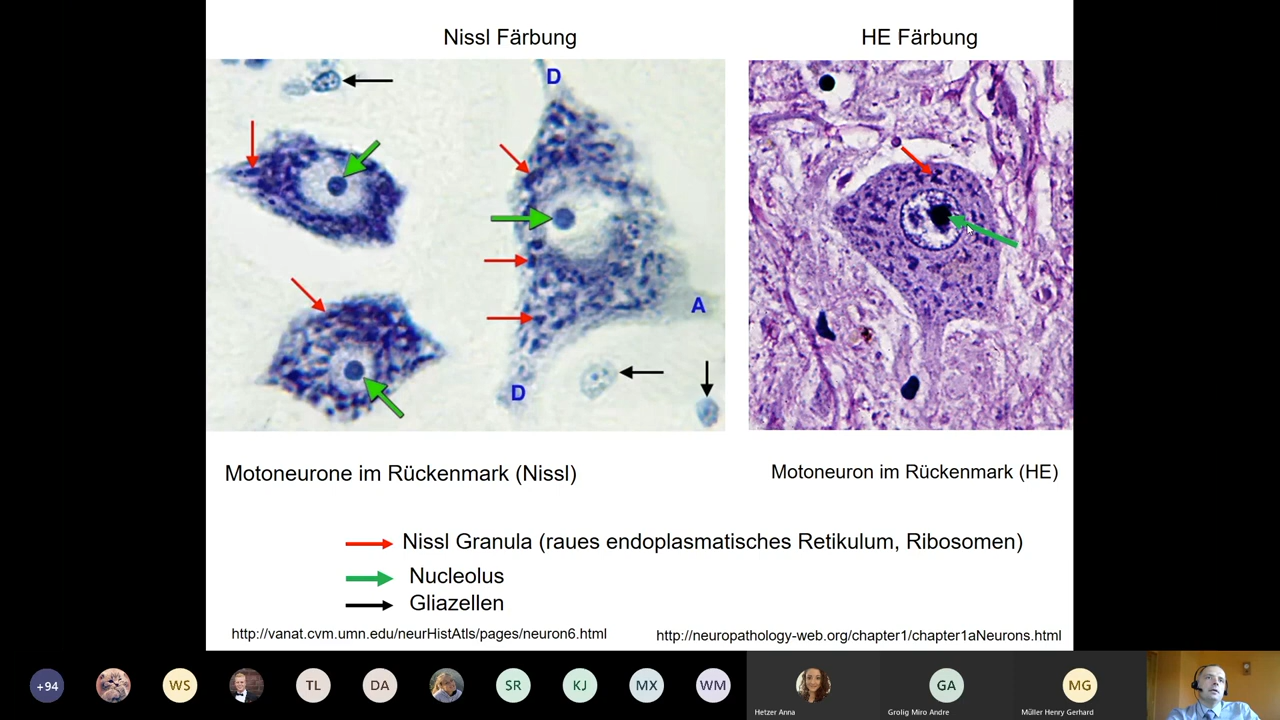 Nissl Färbung
HE Färbung
D
A
D
Motoneurone im Rückenmark (Nissl)
Motoneuron im Rückenmark (HE)
Nissl Granula (raues endoplasmatisches Retikulum, Ribosomen)
Nucleolus
Gliazellen
http://vanat.cvm.umn.edu/neurHistAtls/pages/neuron6.html
http://neuropathology-web.org/chapter1/chapter1aNeurons.html
+94
WS
TL
DA
SR
KJ
MX
WM
GA
MG
Hetzer Anna
Grolig Miro Andre
Müller Henry Gerhard